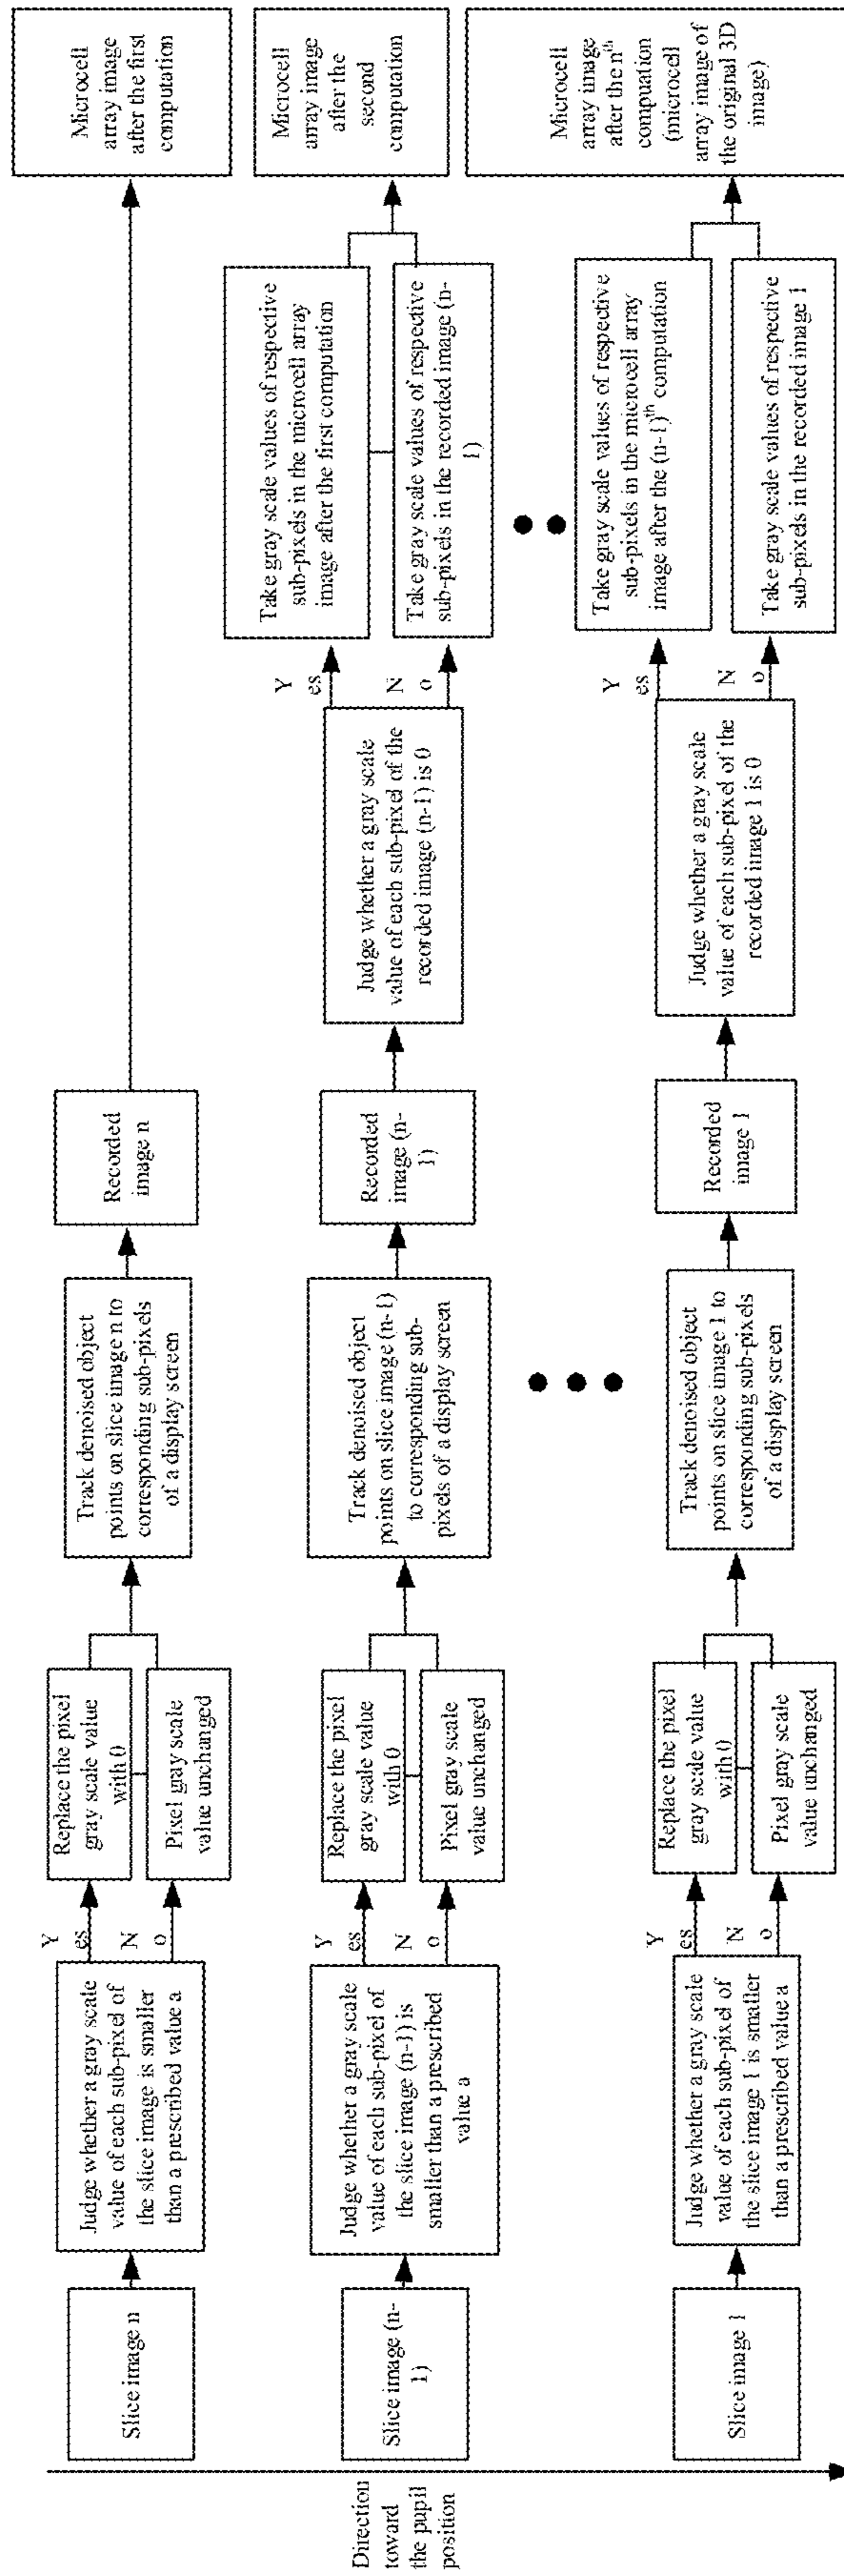 Direction
toward
the pupil
position
Slice image n
Judge whether a gray scale
value of each sub-pixel of
the slice image is smaller
than a prescribed value a
Y
es
N
o
Replace the pixel
gray scale value
with 0
Pixel gray scale
value unchanged
Track denoised object
points on slice image n to
corresponding sub-pixels
of a display screen
Recorded
image n
Microcell
array image
after the first
computation
Slice image (n-
1)
Judge whether a gray scale
value of each sub-pixel of
the slice image (n-1) is
smaller than a prescribed
value a
Y
es
N
o
Replace the pixel
gray scale value
with 0
Pixel gray scale
value unchanged
Track denoised object
points on slice image (n-1)
to corresponding sub-
pixels of a display screen
Recorded
image (n-
1)
Judge whether a gray scale
value of each sub-pixel of the
recorded image (n-1) is 0
Y
es
N
o
Take gray scale values of respective
sub-pixels in the microcell array
image after the first computation
Take gray scale values of respective
sub-pixels in the recorded image (n-
1)
Microcell
array image
after the
second
computation
Slice image 1
Judge whether a gray scale
value of each sub-pixel of
the slice image 1 is smaller
than a prescribed value a
Y
es
N
o
Replace the pixel
gray scale value
with 0
Pixel gray scale
value unchanged
Track denoised object
points on slice image 1 to
corresponding sub-pixels
of a display screen
Recorded
image 1
Judge whether a gray scale
value of each sub-pixel of the
recorded image 1 is 0
Y
es
N
o
Take gray scale values of respective
sub-pixels in the microcell array
image after the (n-1)th computation
Take gray scale values of respective
sub-pixels in the recorded image 1
Microcell
array image
after the nth
compuation
(microcell
array image of
the original 3D
image)